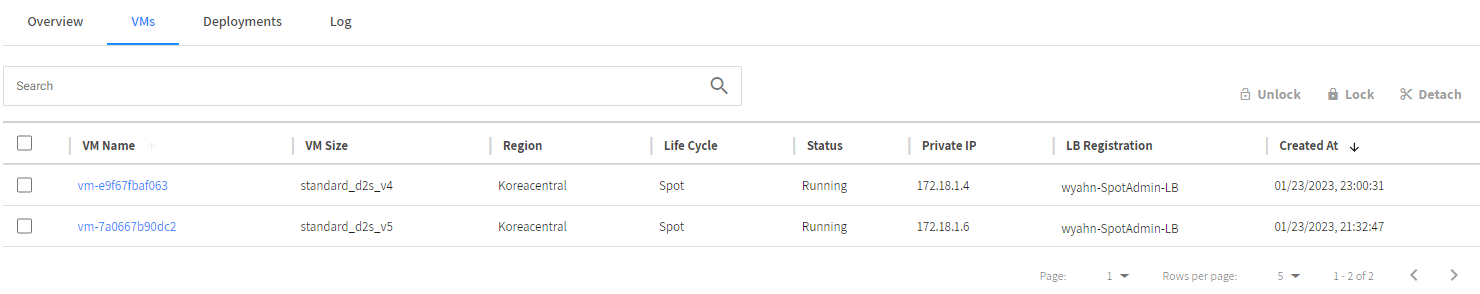 Overview VMs Deployments Log
Search
Unlock Lock Detach
VM Name VM Size Region Life Cycle Status Private IP LB Registration Created At
vm-e9f67fbaf063 standard_d2s_v4 Koreacentral Spot Running 172.18.1.4 wyahn-SpotAdmin-LB 01/23/2023, 23:00:31
vm-7a0667b90dc2 standard_d2s_v5 Koreacentral Spot Running 172.18.1.6 wyahn-SpotAdmin-LB 01/23/2023, 21:32:47
Page: 1 Rows per page: 5 1 - 2 of 2